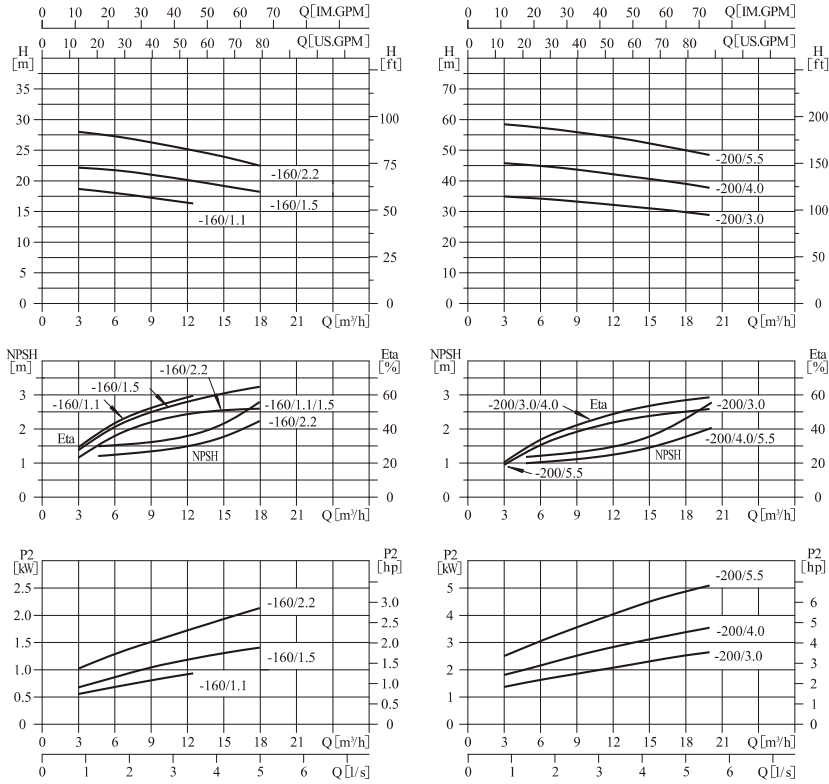 Q[IM.GPM]
0 10 20 30 40 50 60 70
Q[US.GPM]
0 10 20 30 40 50 60 70 80
H
[m]
H
[ft]
35
30
25
20
15
10
5
0
100
75
50
25
0
-160/2.2
-160/1.5
-160/1.1
0 3 6 9 12 15 18 21 Q[m³/h]
Q[IM.GPM]
0 10 20 30 40 50 60 70
Q[US.GPM]
0 10 20 30 40 50 60 70 80
H
[m]
H
[ft]
70
60
50
40
30
20
10
0
200
150
100
50
0
-200/5.5
-200/4.0
-200/3.0
0 3 6 9 12 15 18 21 Q[m³/h]
NPSH
[m]
Eta
[%]
3
2
1
0
60
40
20
0
-160/2.2
-160/1.5
-160/1.1
-160/1.1/1.5
-160/2.2
Eta
NPSH
0 3 6 9 12 15 18 21 Q[m³/h]
NPSH
[m]
Eta
[%]
3
2
1
0
60
40
20
0
-200/3.0/4.0
Eta
-200/3.0
-200/4.0/5.5
NPSH
-200/5.5
0 3 6 9 12 15 18 21 Q[m³/h]
P2
[kW]
P2
[hp]
2.5
2.0
1.5
1.0
0.5
0
3.0
2.5
2.0
1.5
1.0
0.5
0
-160/2.2
-160/1.5
-160/1.1
0 3 6 9 12 15 18 21 Q[m³/h]
0 1 2 3 4 5 6 Q[l/s]
P2
[kW]
P2
[hp]
5
4
3
2
1
0
6
5
4
3
2
1
0
-200/5.5
-200/4.0
-200/3.0
0 3 6 9 12 15 18 21 Q[m³/h]
0 1 2 3 4 5 6 Q[l/s]